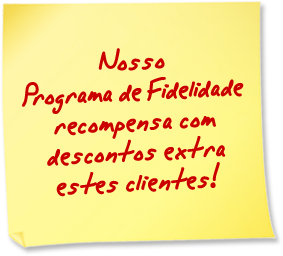 Nosso
Programa de Fidelidade
recompensa com
descontos extra
estes clientes!